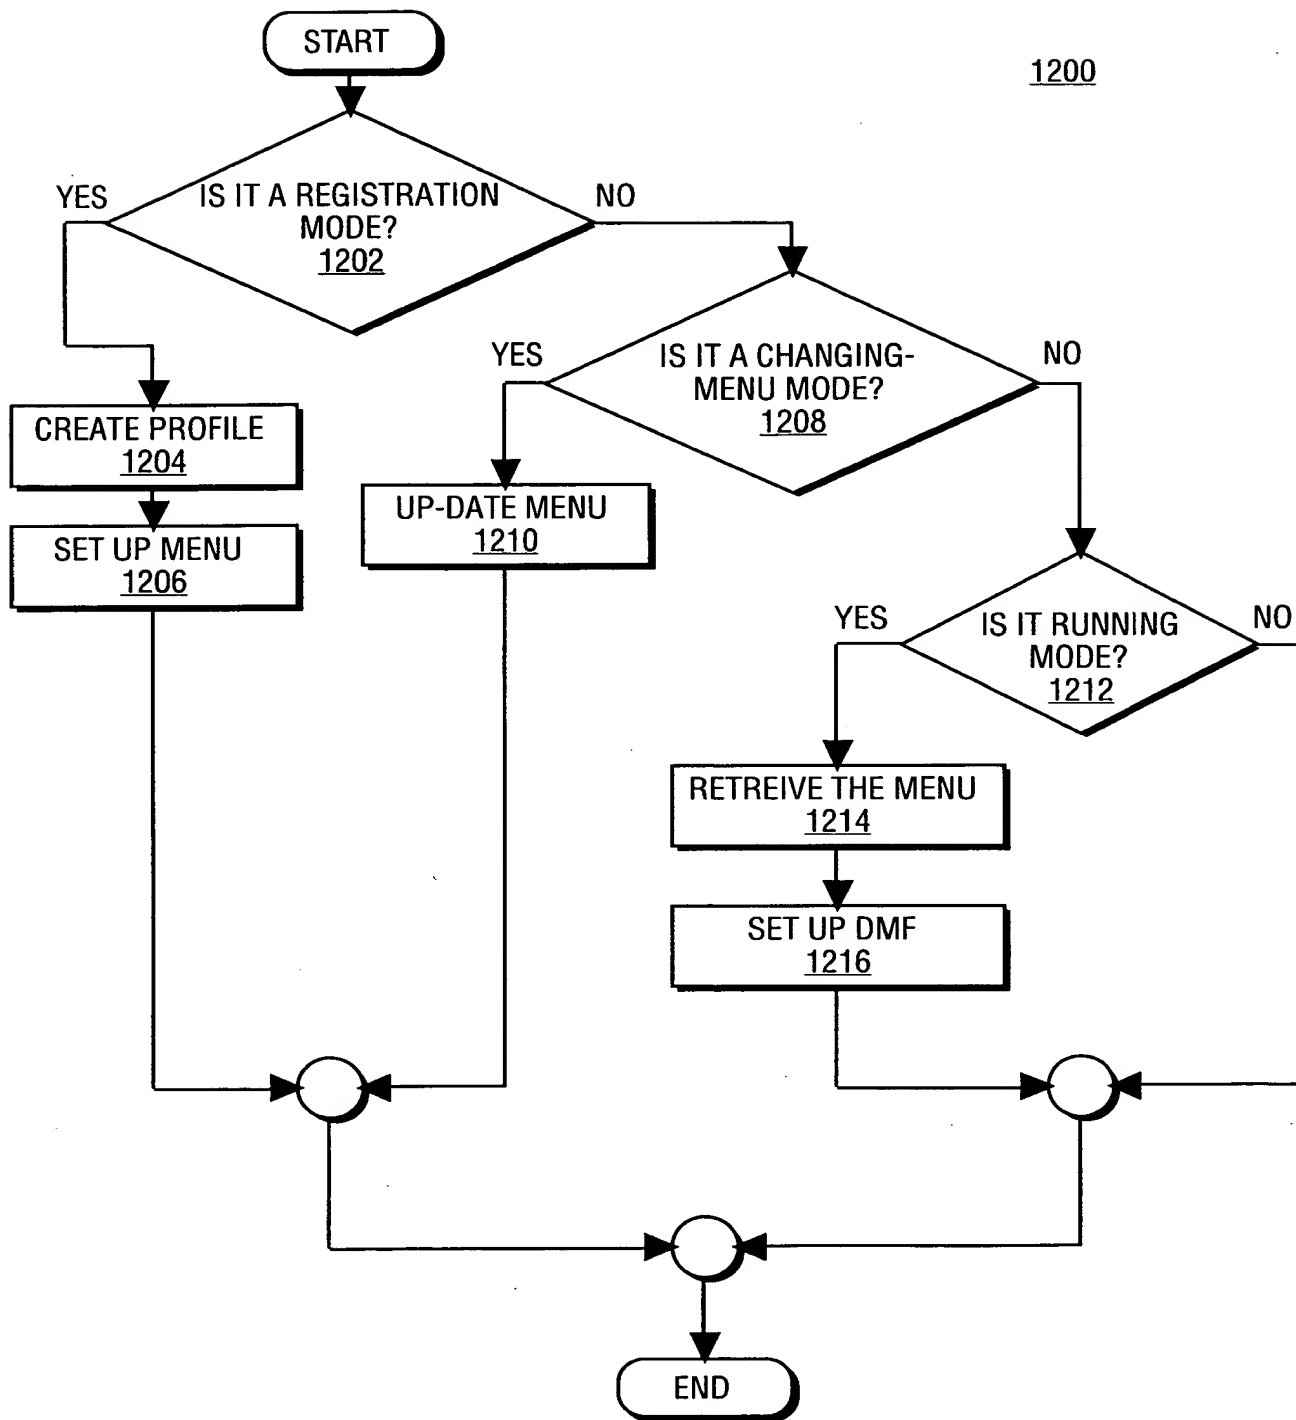 START
1200
YES
IS IT A REGISTRATION
MODE?
1202
NO
YES
IS IT A CHANGING-
MENU MODE?
1208
NO
CREATE PROFILE
1204
SET UP MENU
1206
UP-DATE MENU
1210
YES
IS IT RUNNING
MODE?
1212
NO
RETREIVE THE MENU
1214
SET UP DMF
1216
END